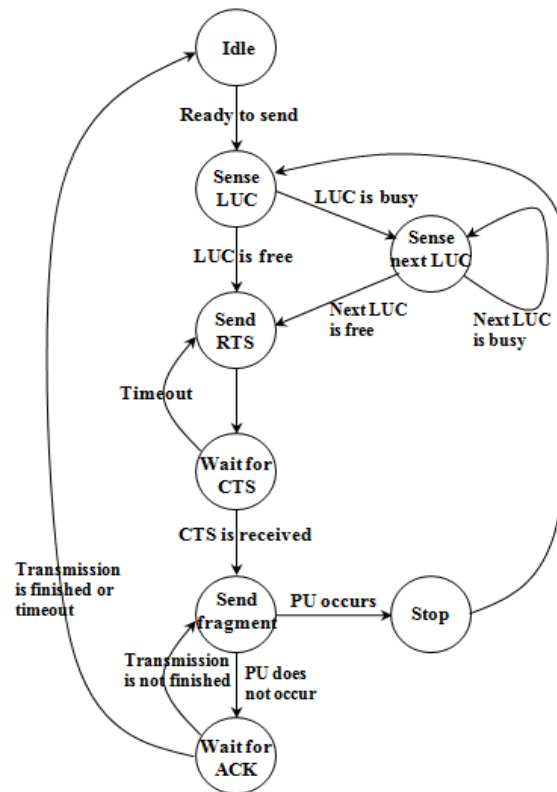 Idle
Ready to send
Sense
LUC
LUC is busy
Sense
next LUC
LUC is free
Next LUC
is free
Next LUC
is busy
Send
RTS
Timeout
Wait for
CTS
CTS is received
Transmission
is finished or
timeout
Send
fragment
PU occurs
Stop
Transmission
is not finished
PU does
not occur
Wait for
ACK